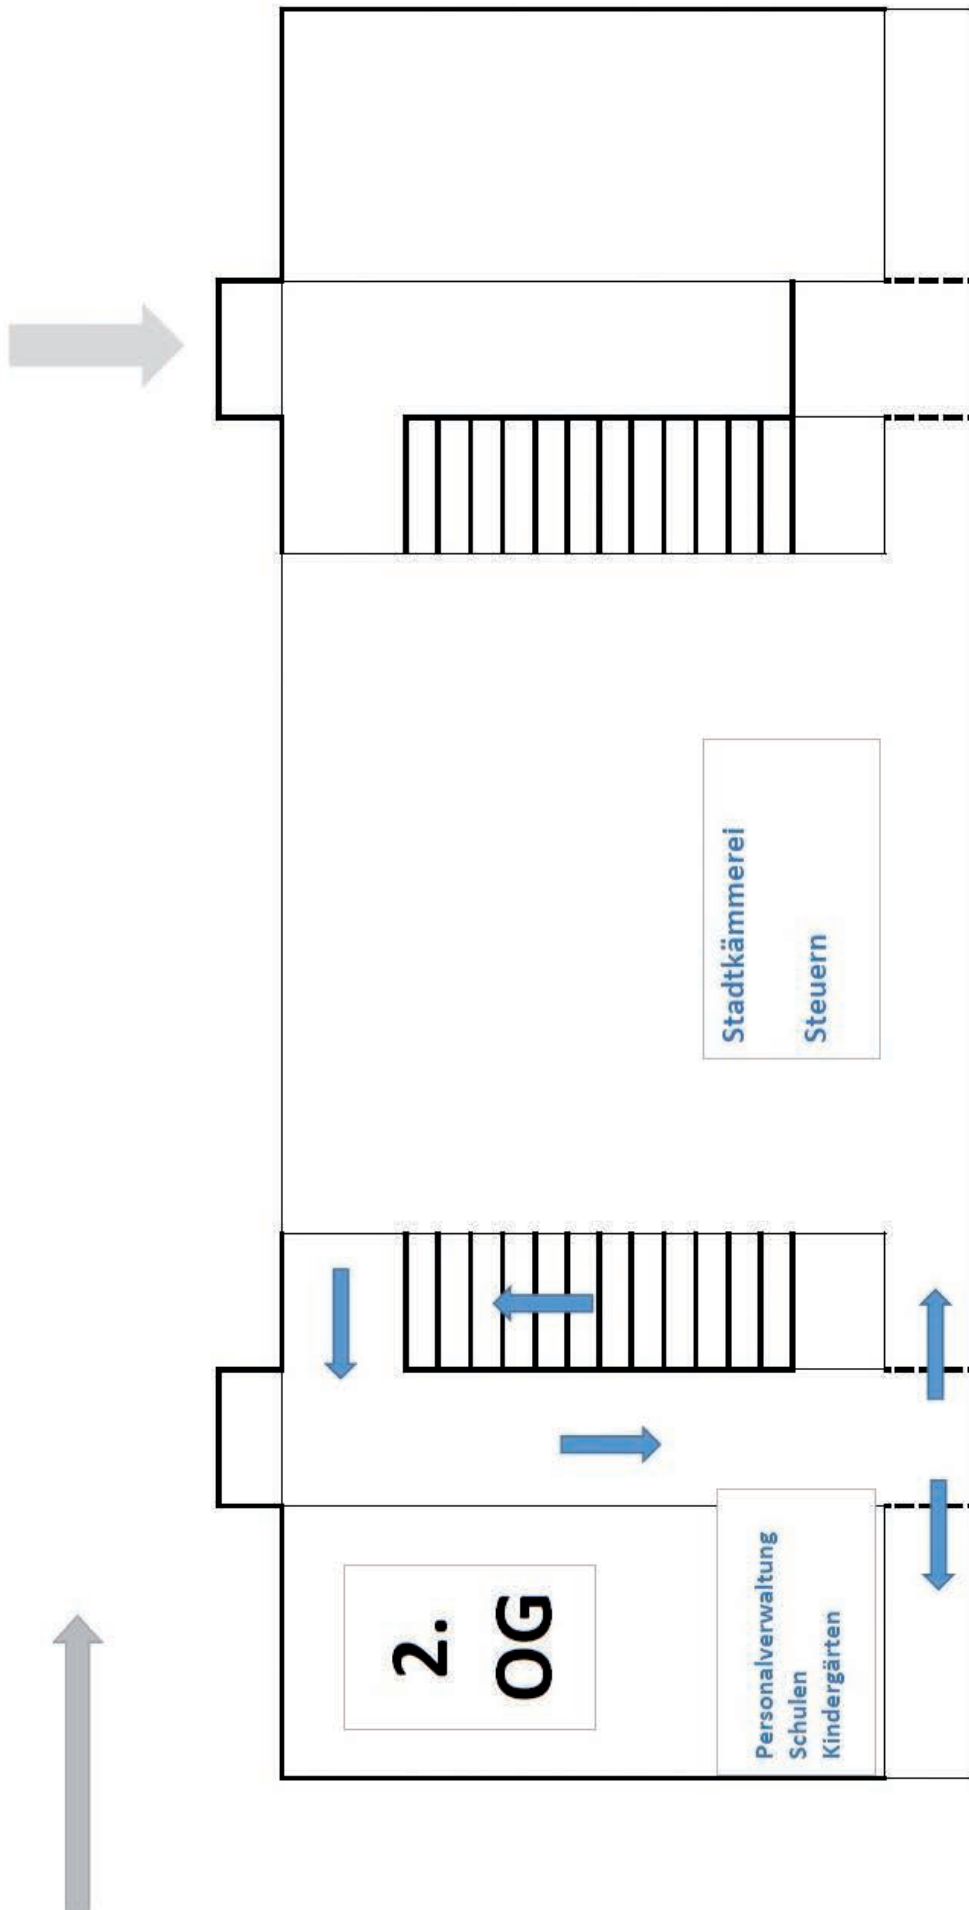 2.
OG
Personalverwaltung
Schulen
Kindergärten
Stadtkämmerei
Steuern